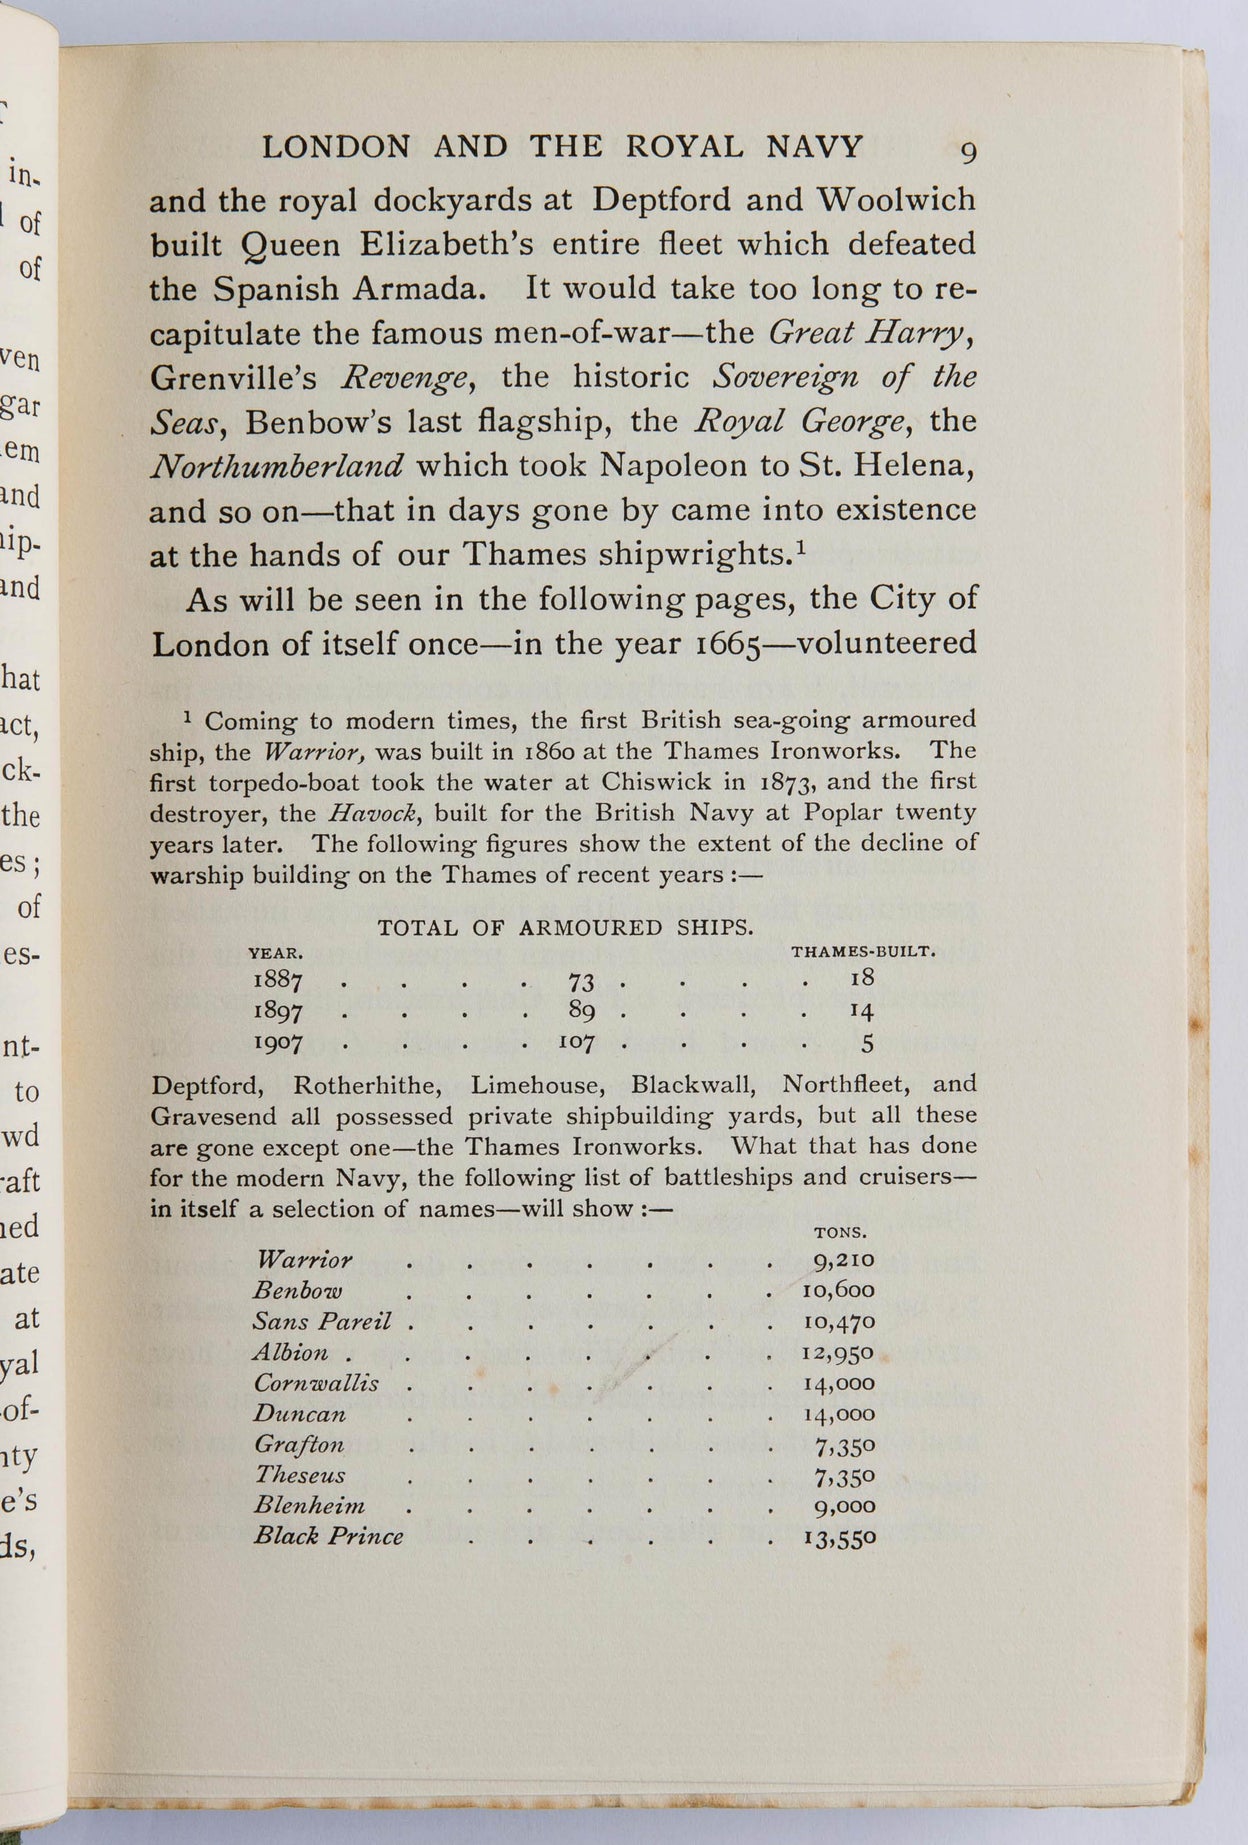 LONDON AND THE ROYAL NAVY 9
and the royal dockyards at Deptford and Woolwich
built Queen Elizabeth's entire fleet which defeated
the Spanish Armada. It would take too long to re-
capitulate the famous men-of-war—the Great Harry,
Grenville's Revenge, the historic Sovereign of the
Seas, Benbow's last flagship, the Royal George, the
Northumberland which took Napoleon to St. Helena,
and so on—that in days gone by came into existence
at the hands of our Thames shipwrights.¹
As will be seen in the following pages, the City of
London of itself once—in the year 1665—volunteered
¹ Coming to modern times, the first British sea-going armoured
ship, the Warrior, was built in 1860 at the Thames Ironworks. The
first torpedo-boat took the water at Chiswick in 1873, and the first
destroyer, the Havock, built for the British Navy at Poplar twenty
years later. The following figures show the extent of the decline of
warship building on the Thames of recent years :—
TOTAL OF ARMOURED SHIPS.
YEAR. THAMES-BUILT.
1887 . . . . 73 . . . . 18
1897 . . . . 89 . . . . 14
1907 . . . . 107 . . . . 5
Deptford, Rotherhithe, Limehouse, Blackwall, Northfleet, and
Gravesend all possessed private shipbuilding yards, but all these
are gone except one—the Thames Ironworks. What that has done
for the modern Navy, the following list of battleships and cruisers—
in itself a selection of names—will show :—
TONS.
Warrior . . . . . . . 9,210
Benbow . . . . . . . 10,600
Sans Pareil . . . . . . . 10,470
Albion . . . . . . . . 12,950
Cornwallis . . . . . . . 14,000
Duncan . . . . . . . 14,000
Grafton . . . . . . . 7,350
Theseus . . . . . . . 7,350
Blenheim . . . . . . . 9,000
Black Prince . . . . . . 13,550